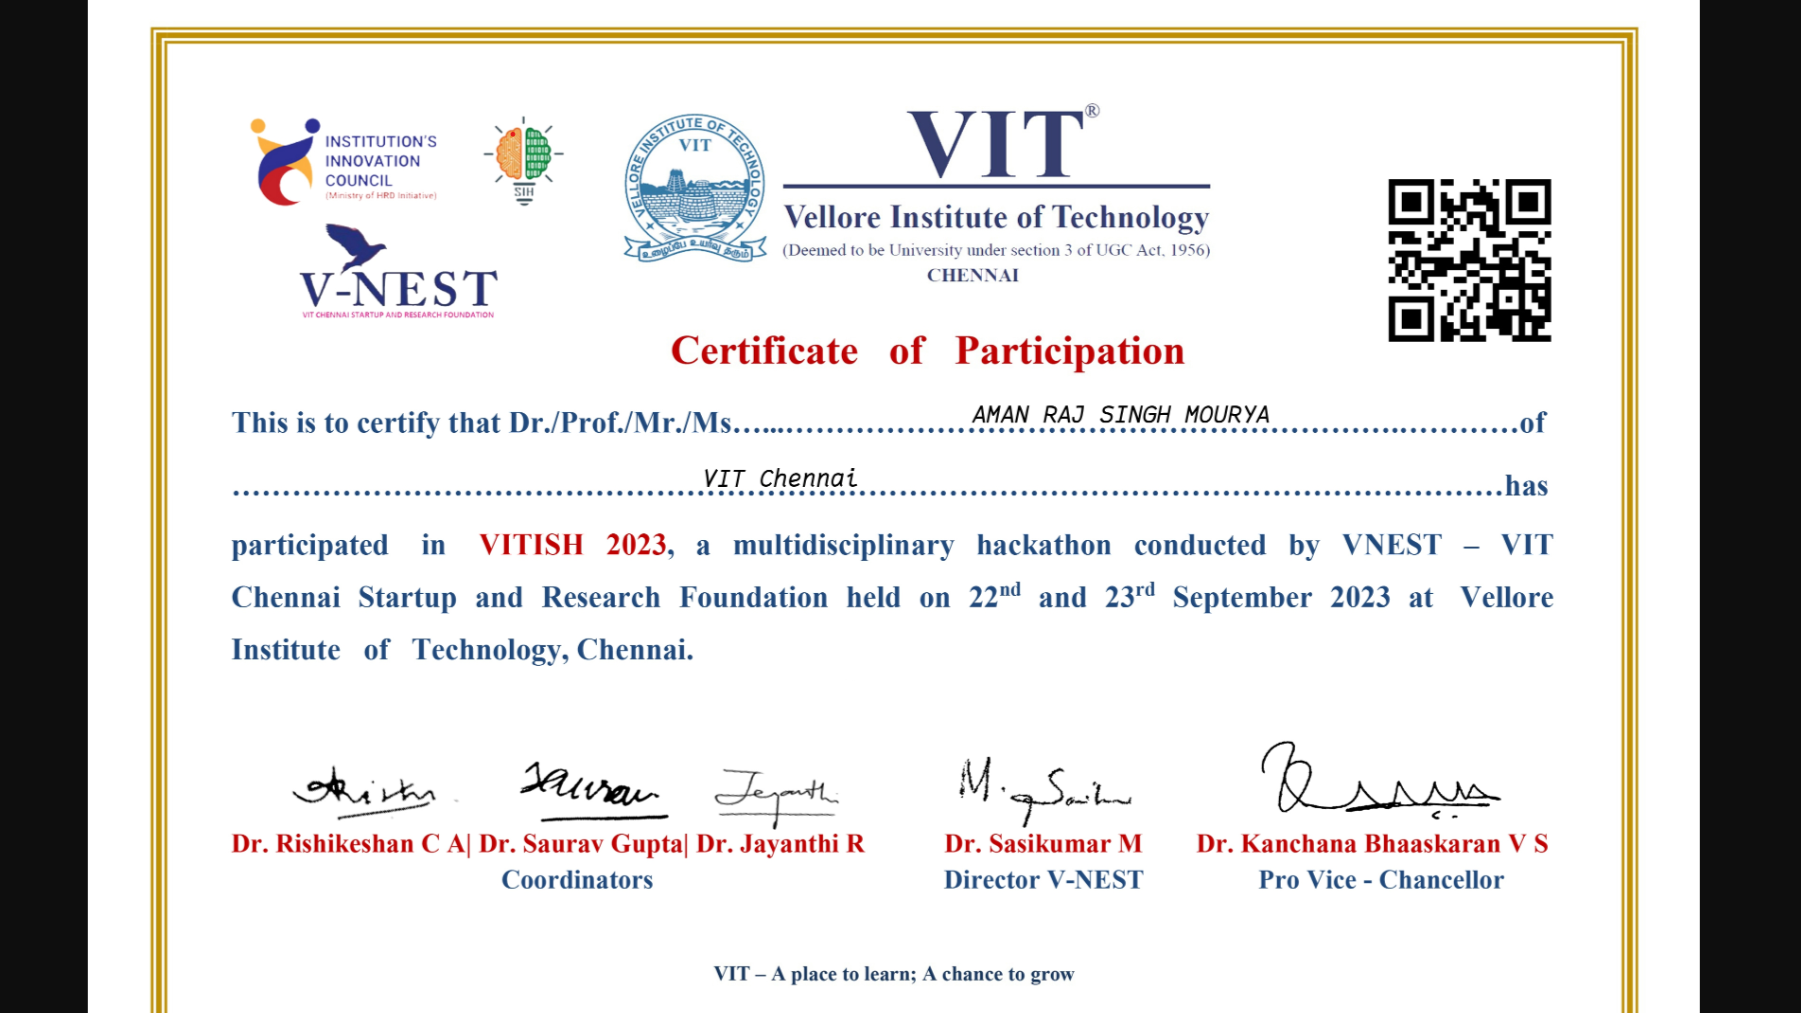 INSTITUTION'S
INNOVATION
COUNCIL
(Ministry of HRD Initiative)
SIH
V-NEST
VIT CHENNAI STARTUP AND RESEARCH FOUNDATION
VELLORE INSTITUTE OF TECHNOLOGY
VIT
உழைப்பே உயர்வு தரும்
VIT®
Vellore Institute of Technology
(Deemed to be University under section 3 of UGC Act, 1956)
CHENNAI
Certificate of Participation
This is to certify that Dr./Prof./Mr./Ms. AMAN RAJ SINGH MOURYA of
VIT Chennai has
participated in VITISH 2023, a multidisciplinary hackathon conducted by VNEST – VIT
Chennai Startup and Research Foundation held on 22nd and 23rd September 2023 at Vellore
Institute of Technology, Chennai.
Dr. Rishikeshan C A| Dr. Saurav Gupta| Dr. Jayanthi R
Coordinators
Dr. Sasikumar M
Director V-NEST
Dr. Kanchana Bhaaskaran V S
Pro Vice - Chancellor
VIT – A place to learn; A chance to grow